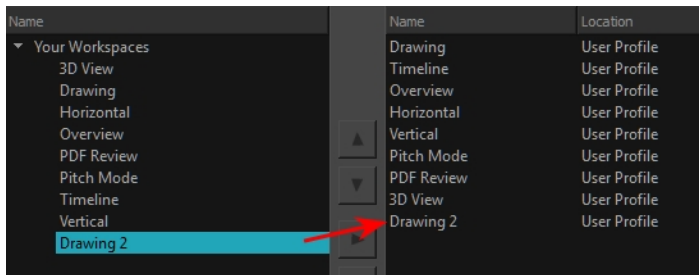 Name
Your Workspaces
3D View
Drawing
Horizontal
Overview
PDF Review
Pitch Mode
Timeline
Vertical
Drawing 2
Name Location
Drawing User Profile
Timeline User Profile
Overview User Profile
Horizontal User Profile
Vertical User Profile
Pitch Mode User Profile
PDF Review User Profile
3D View User Profile
Drawing 2 User Profile